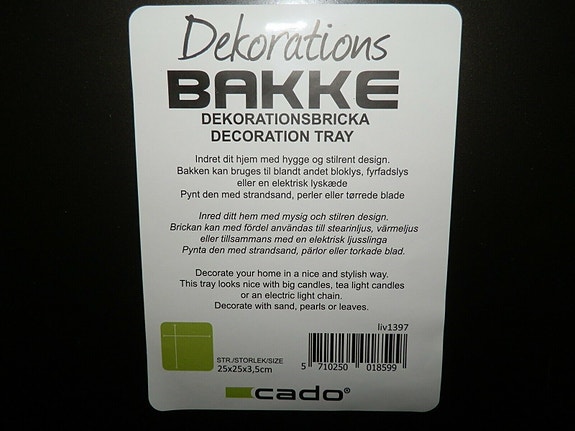 Dekorations
BAKKE
DEKORATIONSBRICKA
DECORATION TRAY
Indret dit hjem med hygge og stilrent design.
Bakken kan bruges til blandt andet bloklys, fyrfadslys
eller en elektrisk lyskæde
Pynt den med strandsand, perler eller tørrede blade
Inred ditt hem med mysig och stilren design.
Brickan kan med fördel användas till stearinljus, värmeljus
eller tillsammans med en elektrisk ljusslinga
Pynta den med strandsand, pärlor eller torkade blad.
Decorate your home in a nice and stylish way.
This tray looks nice with big candles, tea light candles
or an electric light chain.
Decorate with sand, pearls or leaves.
liv1397
STR./STORLEK/SIZE
25x25x3,5cm
5 710250 018599
cado®